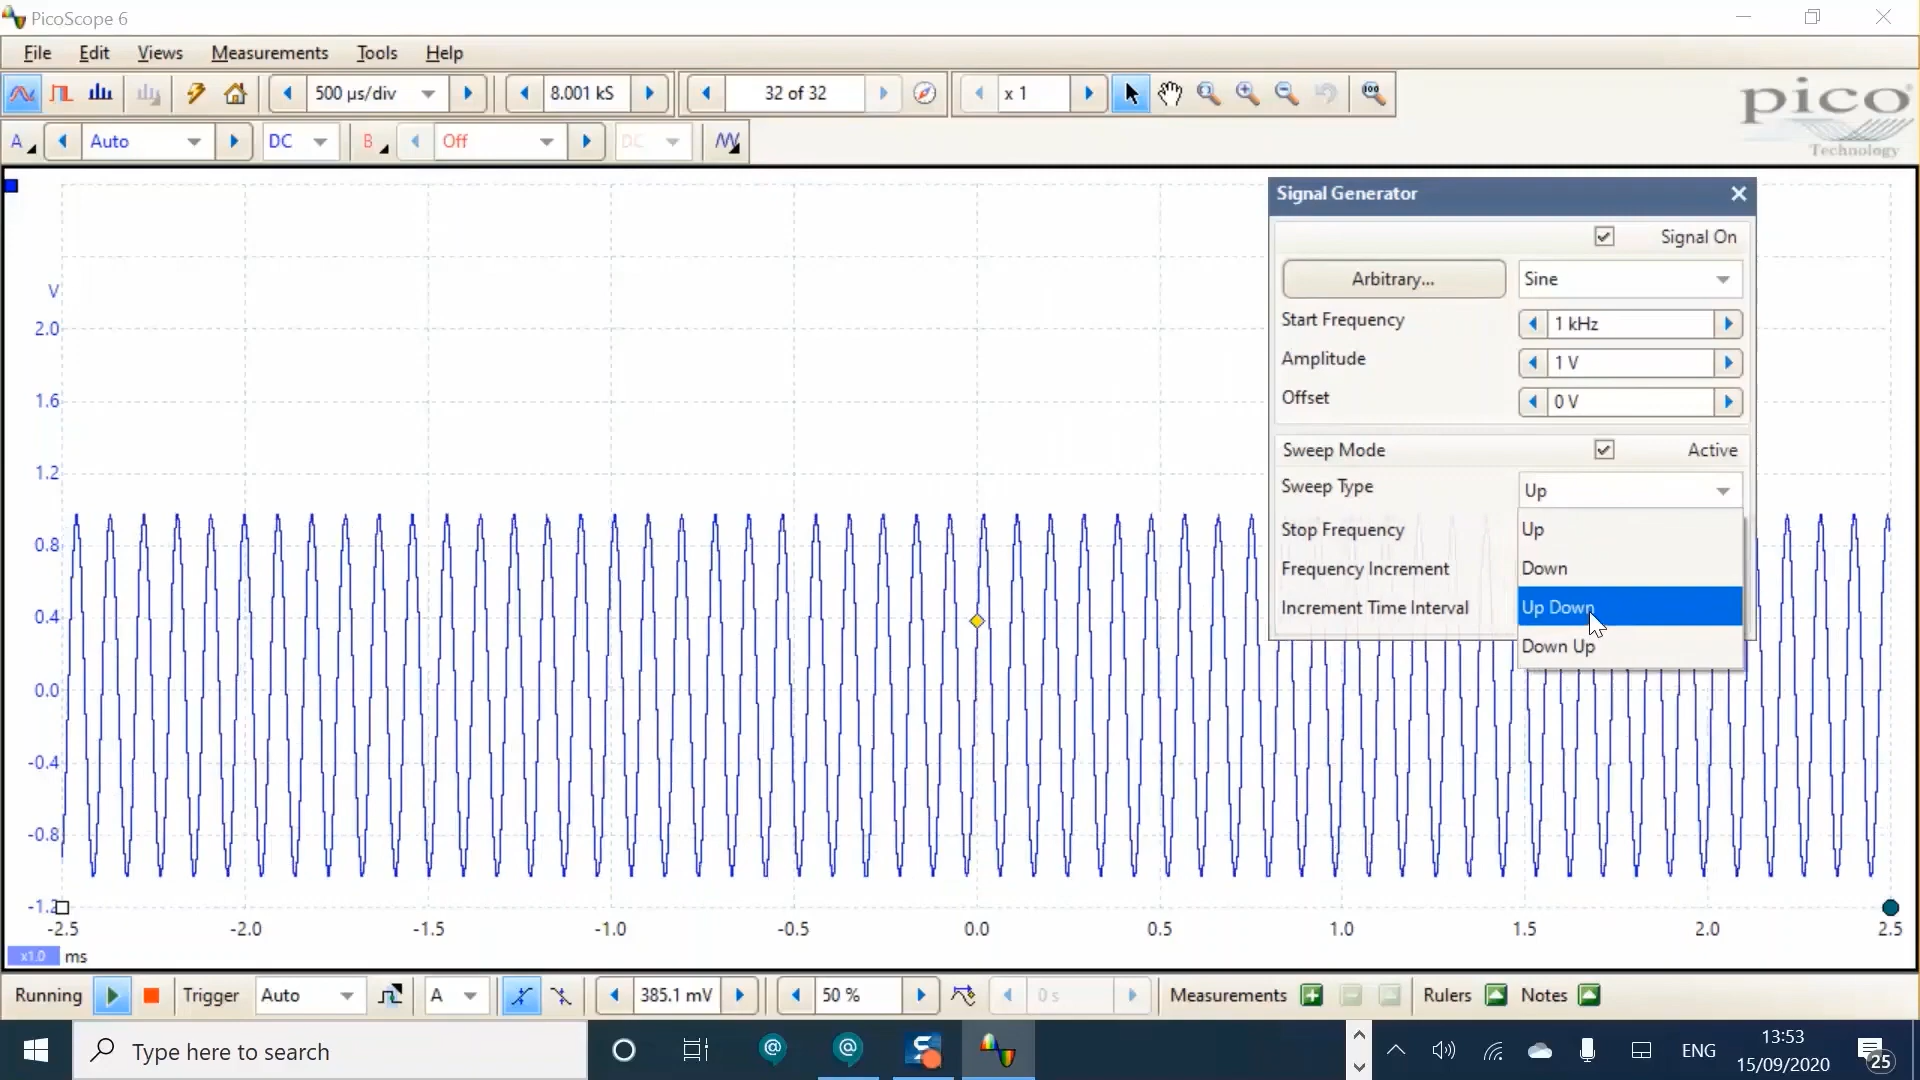 PicoScope 6
File Edit Views Measurements Tools Help
500 µs/div 8.001 kS 32 of 32 x 1 100
pico
Technology
A Auto DC B Off DC
Signal Generator
Signal On
Arbitrary... Sine
Start Frequency 1 kHz
Amplitude 1 V
Offset 0 V
Sweep Mode Active
Sweep Type Up
Stop Frequency Up
Frequency Increment Down
Increment Time Interval Up Down
Down Up
V
2.0
1.6
1.2
0.8
0.4
0.0
-0.4
-0.8
-1.2
-2.5 -2.0 -1.5 -1.0 -0.5 0.0 0.5 1.0 1.5 2.0 2.5
x1.0 ms
Running Trigger Auto A 385.1 mV 50 % 0 s Measurements Rulers Notes
Type here to search ENG 13:53
15/09/2020 25